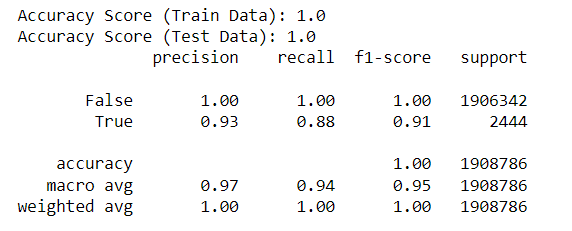 Accuracy Score (Train Data): 1.0
Accuracy Score (Test Data): 1.0
precision recall f1-score support
False 1.00 1.00 1.00 1906342
True 0.93 0.88 0.91 2444
accuracy 1.00 1908786
macro avg 0.97 0.94 0.95 1908786
weighted avg 1.00 1.00 1.00 1908786